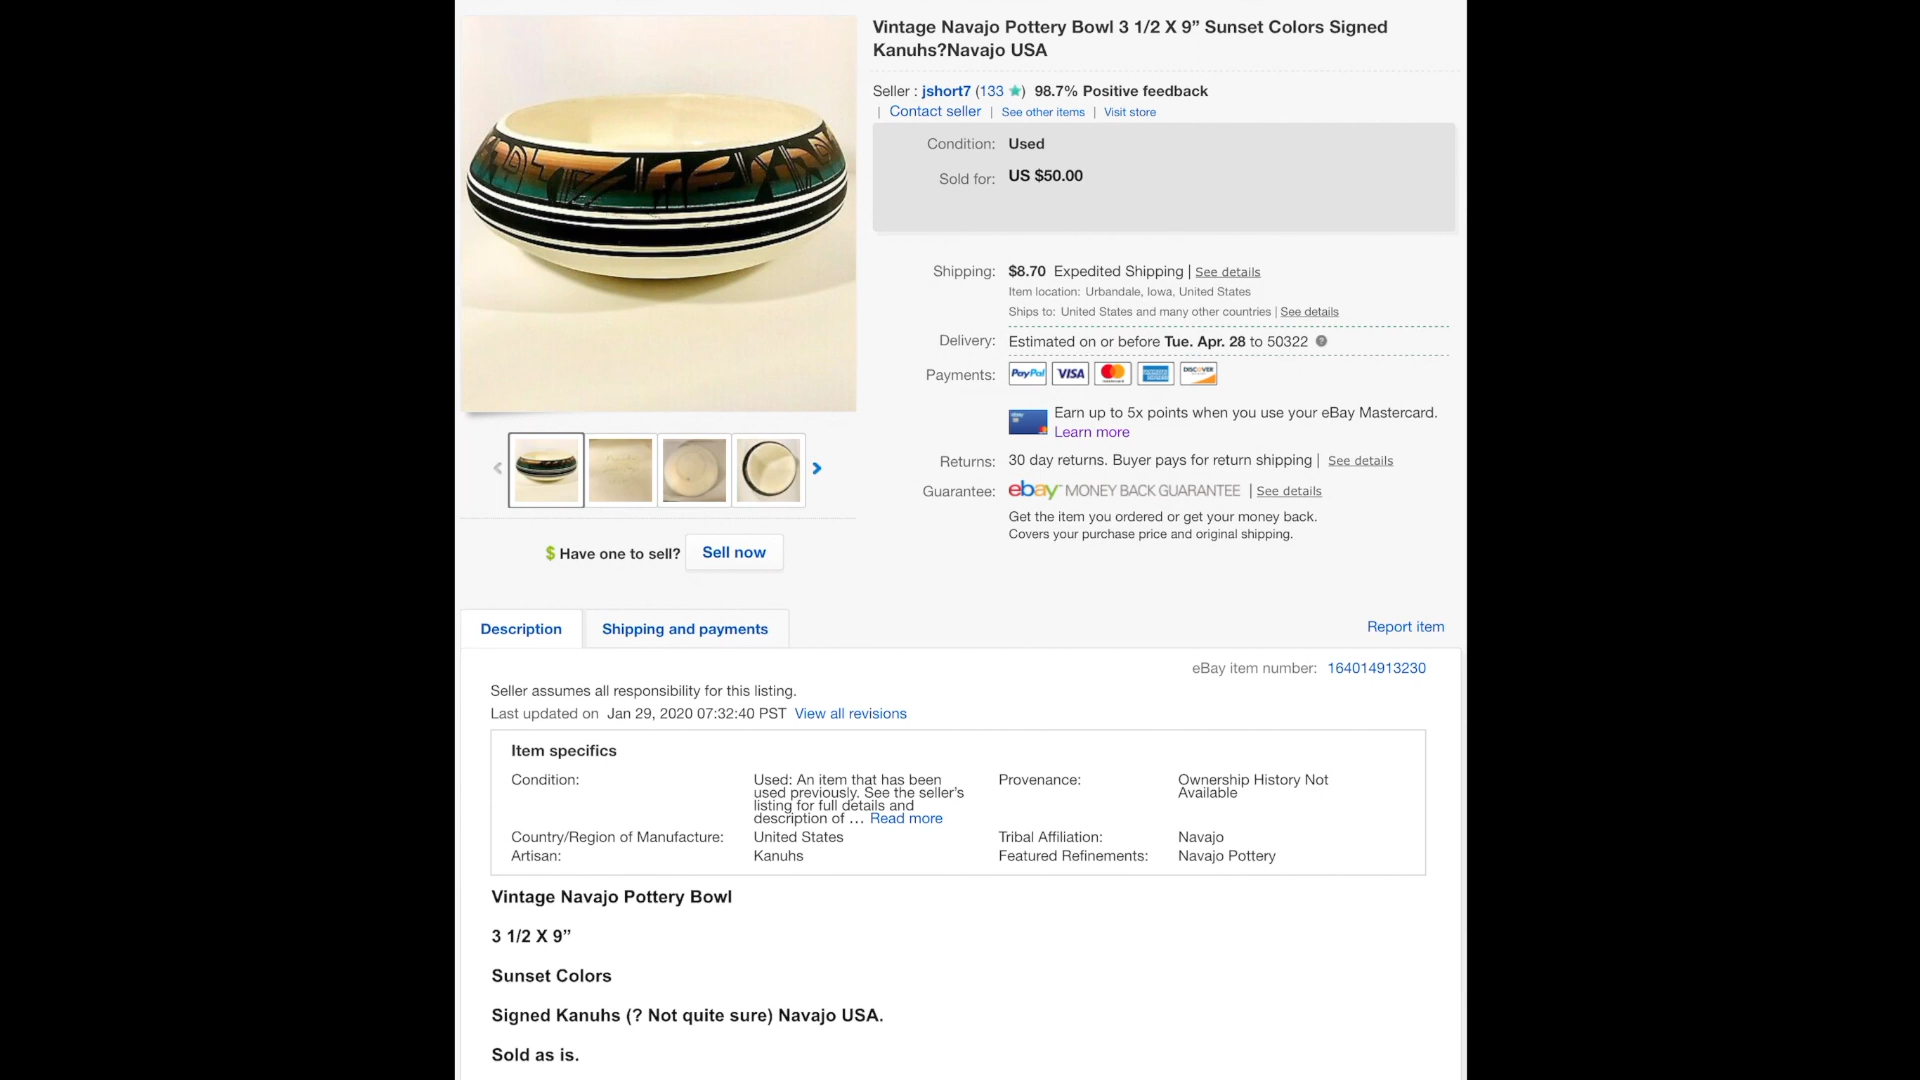 Vintage Navajo Pottery Bowl 3 1/2 X 9” Sunset Colors Signed
Kanuhs?Navajo USA
Seller : jshort7 (133 ) 98.7% Positive feedback
| Contact seller | See other items | Visit store
Condition: Used
Sold for: US $50.00
Shipping: $8.70 Expedited Shipping | See details
Item location: Urbandale, Iowa, United States
Ships to: United States and many other countries | See details
Delivery: Estimated on or before Tue. Apr. 28 to 50322 ?
Payments: PayPal VISA DISCOVER
Earn up to 5x points when you use your eBay Mastercard.
Learn more
Returns: 30 day returns. Buyer pays for return shipping | See details
Guarantee: ebay MONEY BACK GUARANTEE | See details
Get the item you ordered or get your money back.
Covers your purchase price and original shipping.
$ Have one to sell? Sell now
Description Shipping and payments Report item
eBay item number: 164014913230
Seller assumes all responsibility for this listing.
Last updated on Jan 29, 2020 07:32:40 PST View all revisions
Item specifics
Condition: Used: An item that has been Provenance: Ownership History Not
used previously. See the seller’s Available
listing for full details and
description of ... Read more
Country/Region of Manufacture: United States Tribal Affiliation: Navajo
Artisan: Kanuhs Featured Refinements: Navajo Pottery
Vintage Navajo Pottery Bowl
3 1/2 X 9”
Sunset Colors
Signed Kanuhs (? Not quite sure) Navajo USA.
Sold as is.